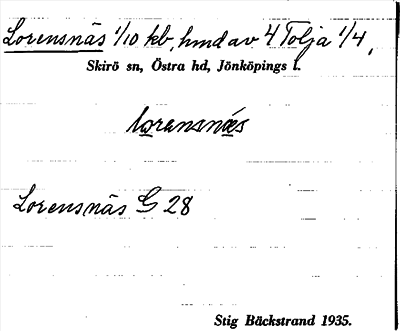 Lorensnäs 1/10 kb, hmd av 4 Tolja 1/4,
Skirö sn, Östra hd, Jönköpings l.
lorensnæs
Lorensnäs G 28
Stig Bäckstrand 1935.